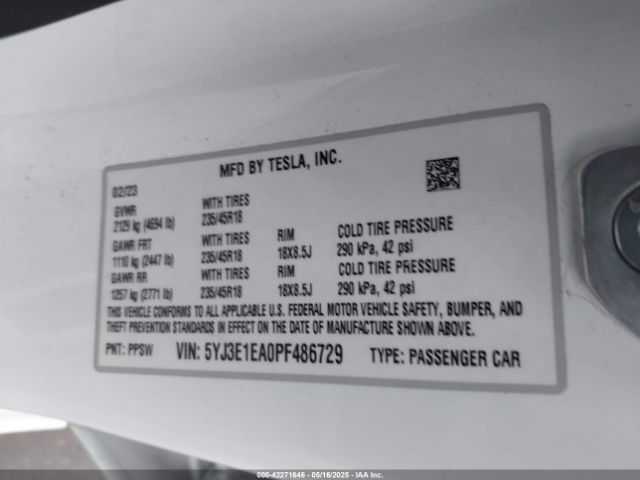 MFD BY TESLA, INC.
02/23
GVWR WITH TIRES
2129 kg (4694 lb) 235/45R18
GAWR FRT WITH TIRES RIM COLD TIRE PRESSURE
1110 kg (2447 lb) 235/45R18 18X8.5J 290 kPa, 42 psi
GAWR RR WITH TIRES RIM COLD TIRE PRESSURE
1257 kg (2771 lb) 235/45R18 18X8.5J 290 kPa, 42 psi
THIS VEHICLE CONFORMS TO ALL APPLICABLE U.S. FEDERAL MOTOR VEHICLE SAFETY, BUMPER, AND
THEFT PREVENTION STANDARDS IN EFFECT ON THE DATE OF MANUFACTURE SHOWN ABOVE.
PNT: PPSW VIN: 5YJ3E1EA0PF486729 TYPE: PASSENGER CAR
000-42271646 - 05/16/2025 - IAA Inc.